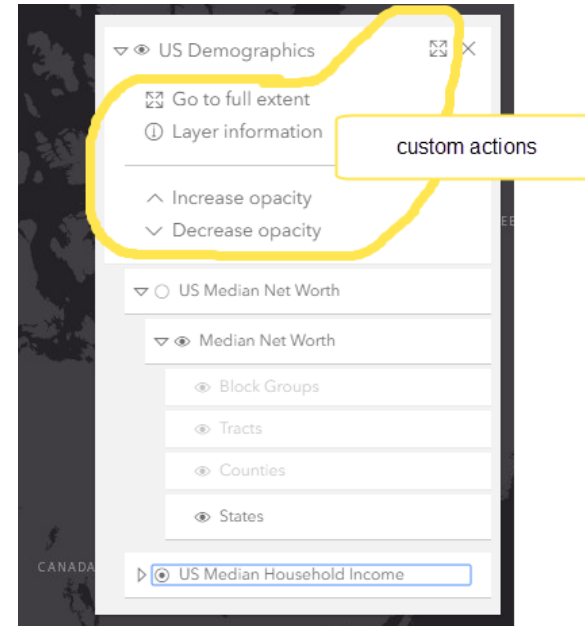 US Demographics
Go to full extent
Layer information
custom actions
Increase opacity
Decrease opacity
EE
US Median Net Worth
Median Net Worth
Block Groups
Tracts
Counties
States
CANADA
US Median Household Income